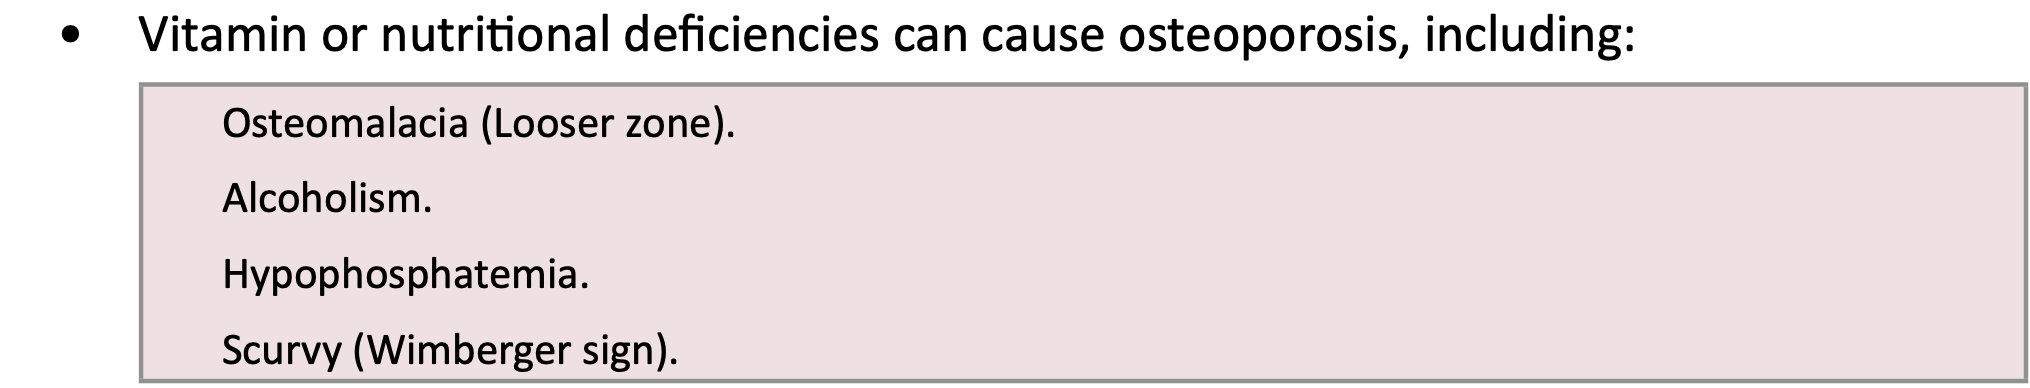 • Vitamin or nutritional deficiencies can cause osteoporosis, including:
Osteomalacia (Looser zone).
Alcoholism.
Hypophosphatemia.
Scurvy (Wimberger sign).